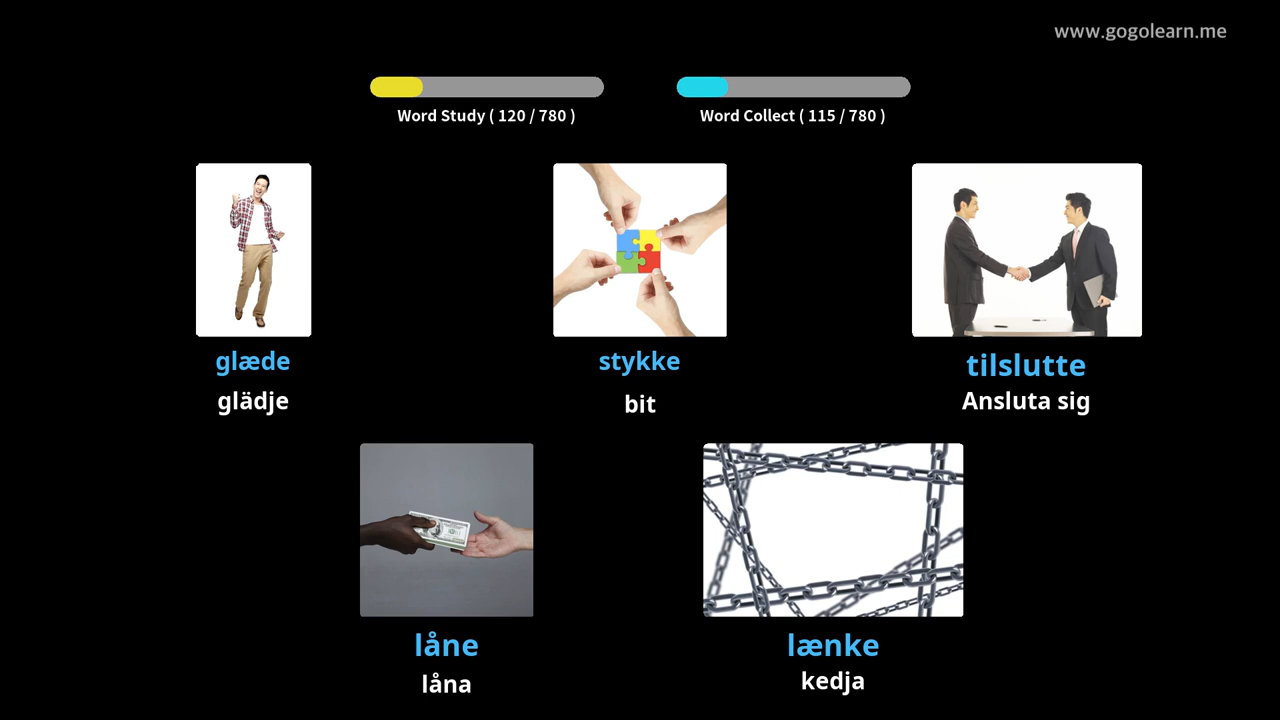 www.gogolearn.me
Word Study ( 120 / 780 )
Word Collect ( 115 / 780 )
glæde
glädje
stykke
bit
tilslutte
Ansluta sig
låne
låna
lænke
kedja